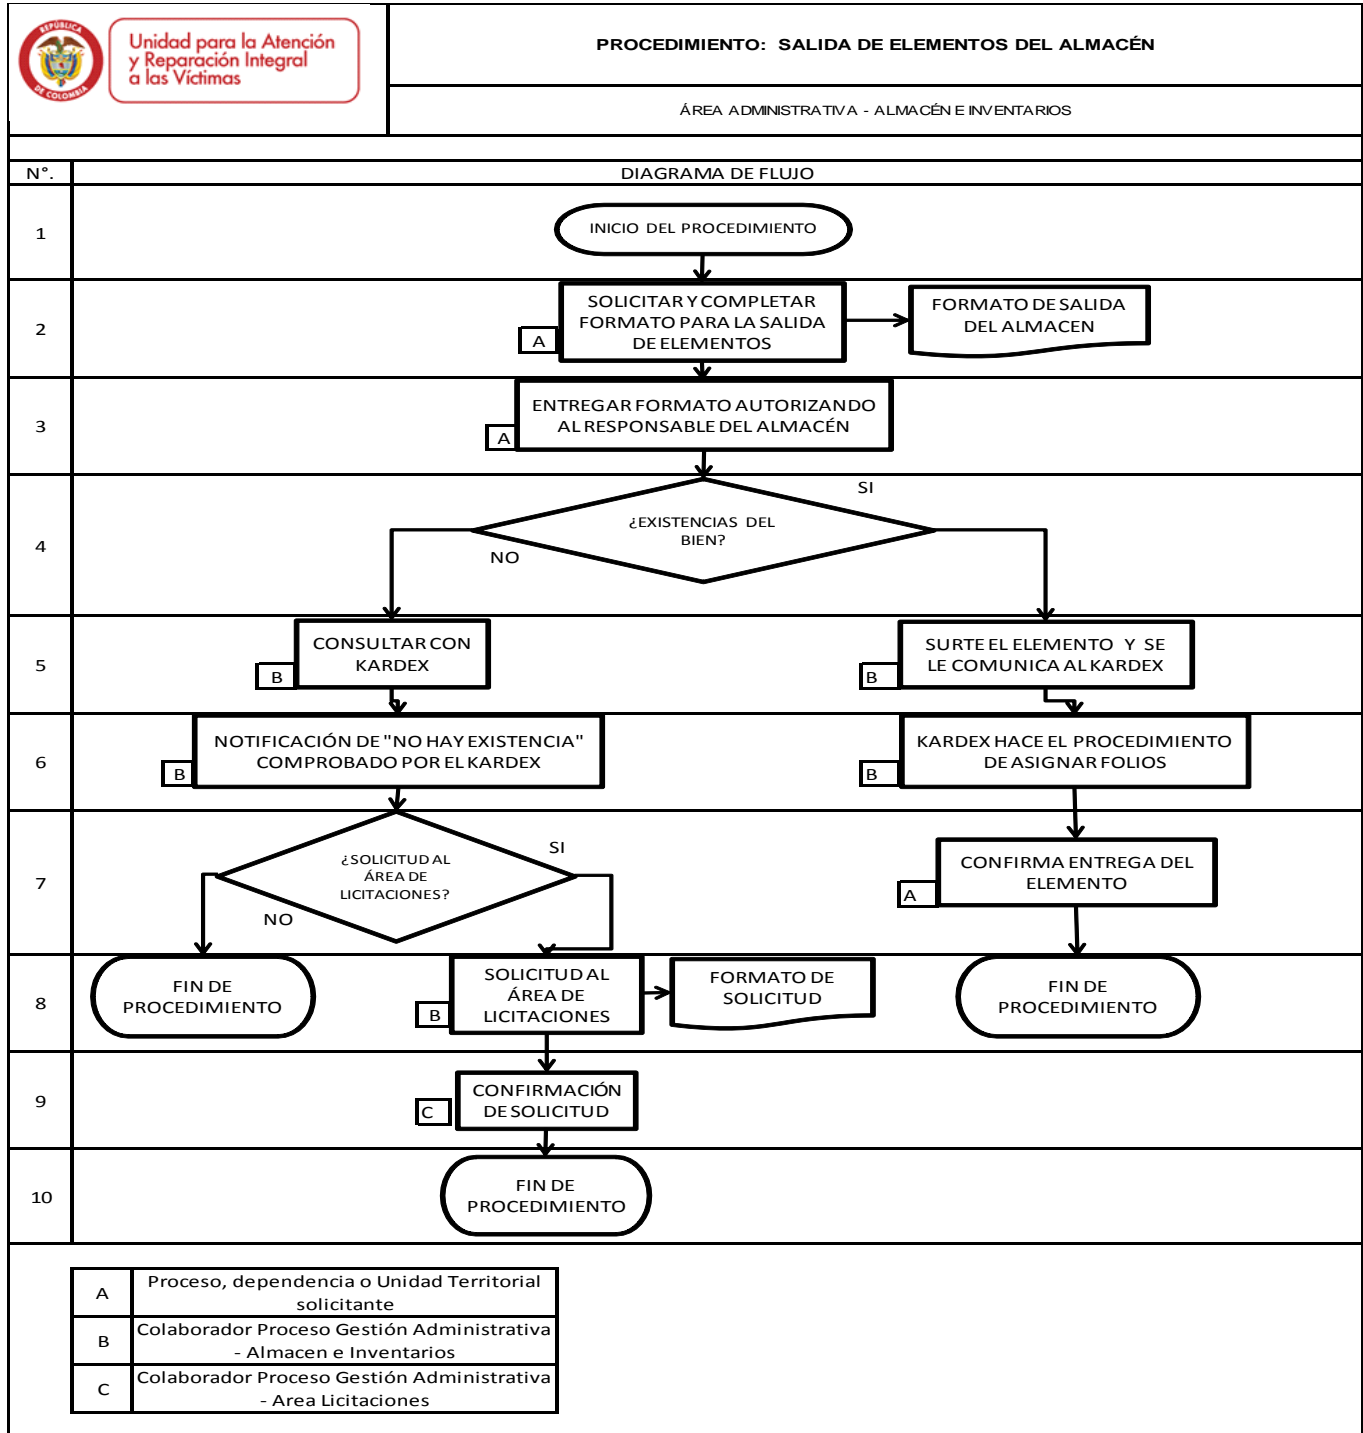 REPÚBLICA
DE COLOMBIA
Unidad para la Atención
y Reparación Integral
a las Víctimas
PROCEDIMIENTO: SALIDA DE ELEMENTOS DEL ALMACÉN
ÁREA ADMINISTRATIVA - ALMACÉN E INVENTARIOS
N°.
DIAGRAMA DE FLUJO
1
INICIO DEL PROCEDIMIENTO
2
A
SOLICITAR Y COMPLETAR
FORMATO PARA LA SALIDA
DE ELEMENTOS
FORMATO DE SALIDA
DEL ALMACEN
3
A
ENTREGAR FORMATO AUTORIZANDO
AL RESPONSABLE DEL ALMACÉN
4
¿EXISTENCIAS DEL
BIEN?
SI
NO
5
B
CONSULTAR CON
KARDEX
B
SURTE EL ELEMENTO Y SE
LE COMUNICA AL KARDEX
6
B
NOTIFICACIÓN DE "NO HAY EXISTENCIA"
COMPROBADO POR EL KARDEX
B
KARDEX HACE EL PROCEDIMIENTO
DE ASIGNAR FOLIOS
7
¿SOLICITUD AL
ÁREA DE
LICITACIONES?
SI
NO
A
CONFIRMA ENTREGA DEL
ELEMENTO
8
FIN DE
PROCEDIMIENTO
B
SOLICITUD AL
ÁREA DE
LICITACIONES
FORMATO DE
SOLICITUD
FIN DE
PROCEDIMIENTO
9
C
CONFIRMACIÓN
DE SOLICITUD
10
FIN DE
PROCEDIMIENTO
A
Proceso, dependencia o Unidad Territorial
solicitante
B
Colaborador Proceso Gestión Administrativa
- Almacen e Inventarios
C
Colaborador Proceso Gestión Administrativa
- Area Licitaciones